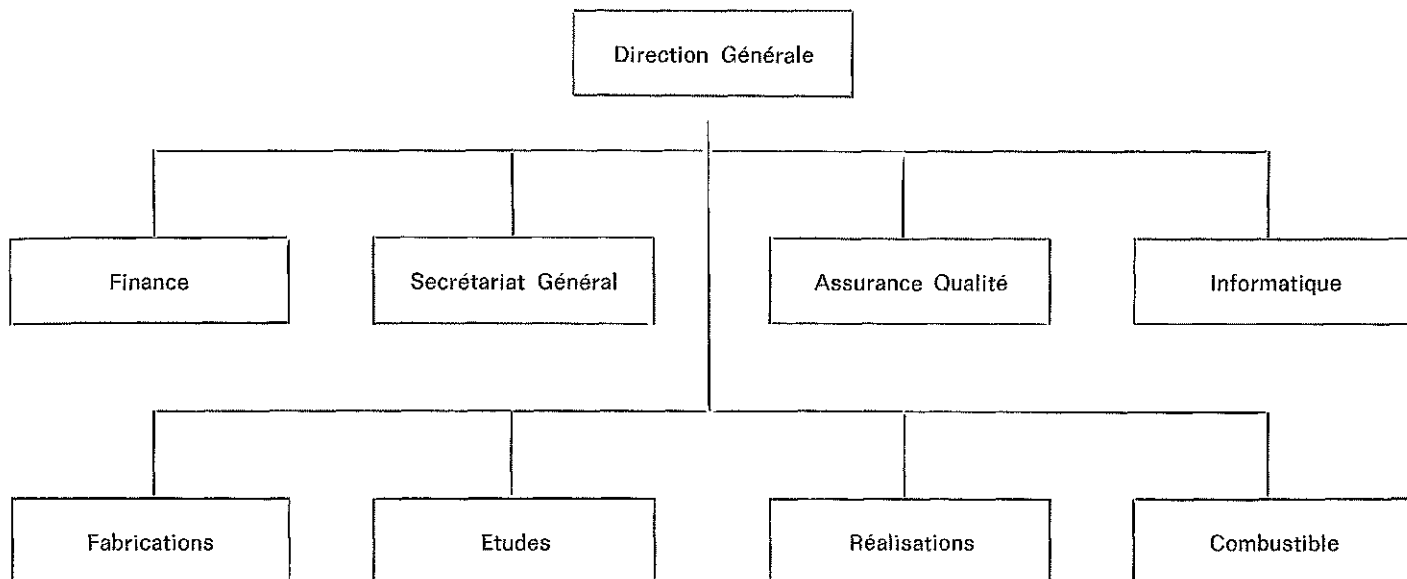 Direction Générale
Finance
Secrétariat Général
Assurance Qualité
Informatique
Fabrications
Etudes
Réalisations
Combustible